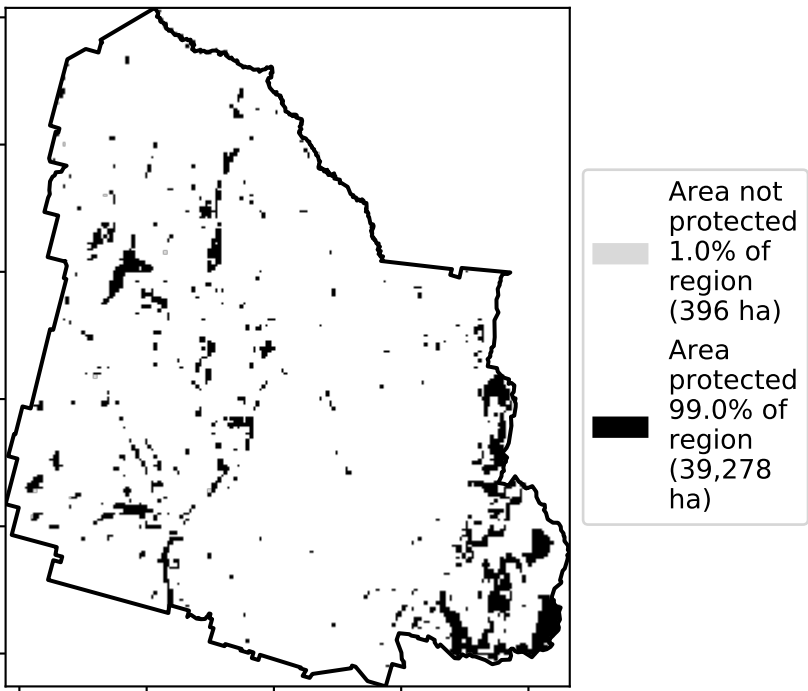 Area not
protected
1.0% of
region
(396 ha)
Area
protected
99.0% of
region
(39,278
ha)